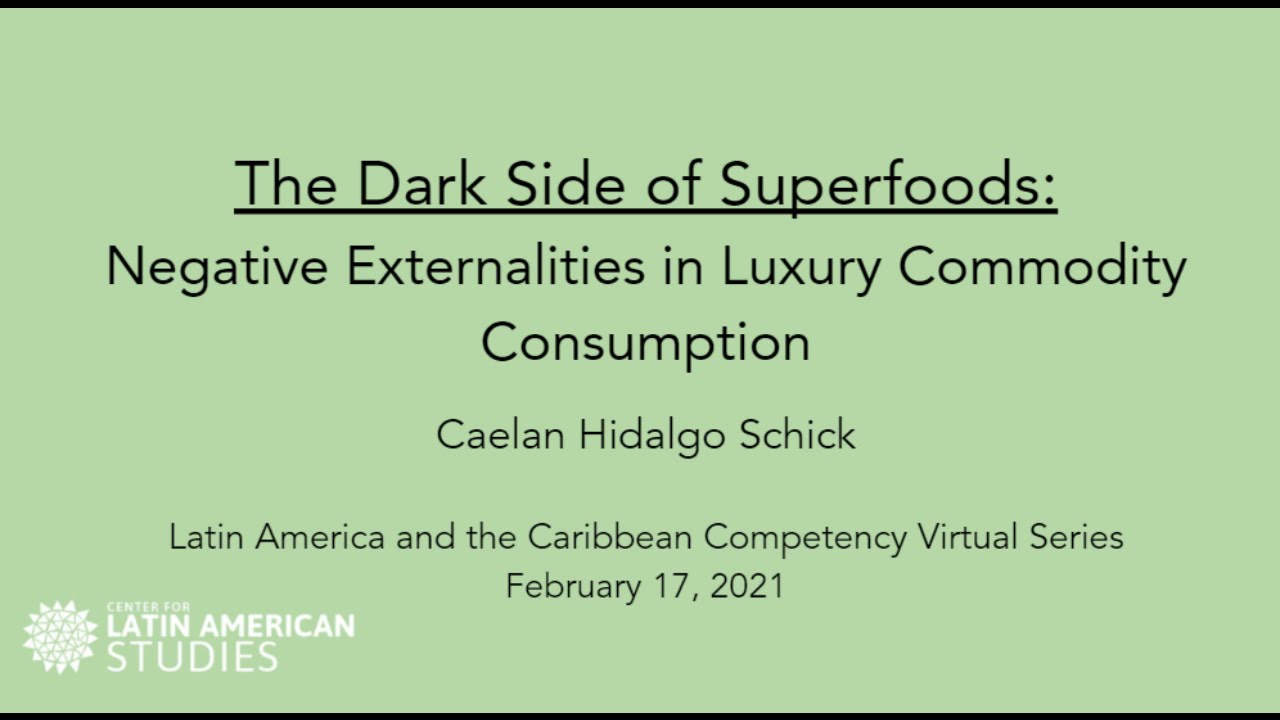 The Dark Side of Superfoods:
Negative Externalities in Luxury Commodity
Consumption
Caelan Hidalgo Schick
Latin America and the Caribbean Competency Virtual Series
February 17, 2021
CENTER FOR
LATIN AMERICAN
STUDIES